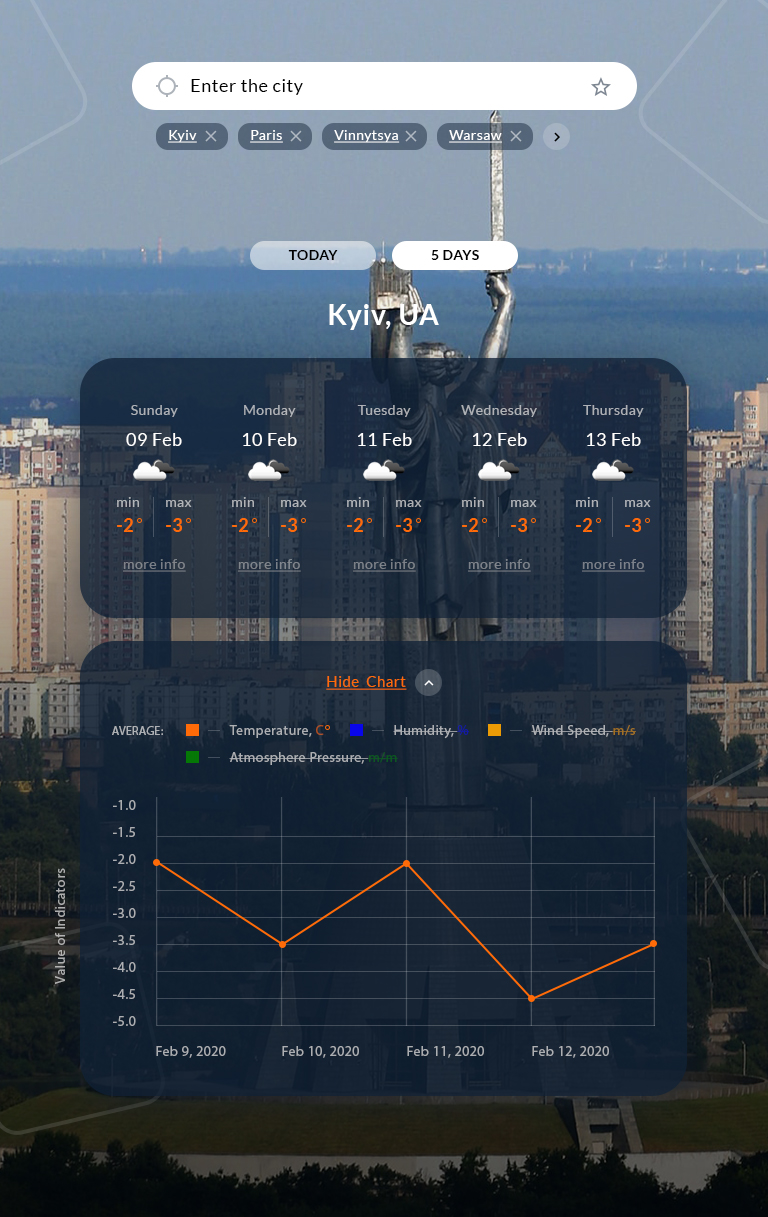 Enter the city
Kyiv Paris Vinnytsya Warsaw
TODAY 5 DAYS
Kyiv, UA
Sunday Monday Tuesday Wednesday Thursday
09 Feb 10 Feb 11 Feb 12 Feb 13 Feb
min max min max min max min max min max
-2° -3° -2° -3° -2° -3° -2° -3° -2° -3°
more info more info more info more info more info
Hide Chart
AVERAGE: — Temperature, C° — Humidity, % — Wind Speed, m/s
— Atmosphere Pressure, m/m
Value of Indicators
-1.0
-1.5
-2.0
-2.5
-3.0
-3.5
-4.0
-4.5
-5.0
Feb 9, 2020 Feb 10, 2020 Feb 11, 2020 Feb 12, 2020